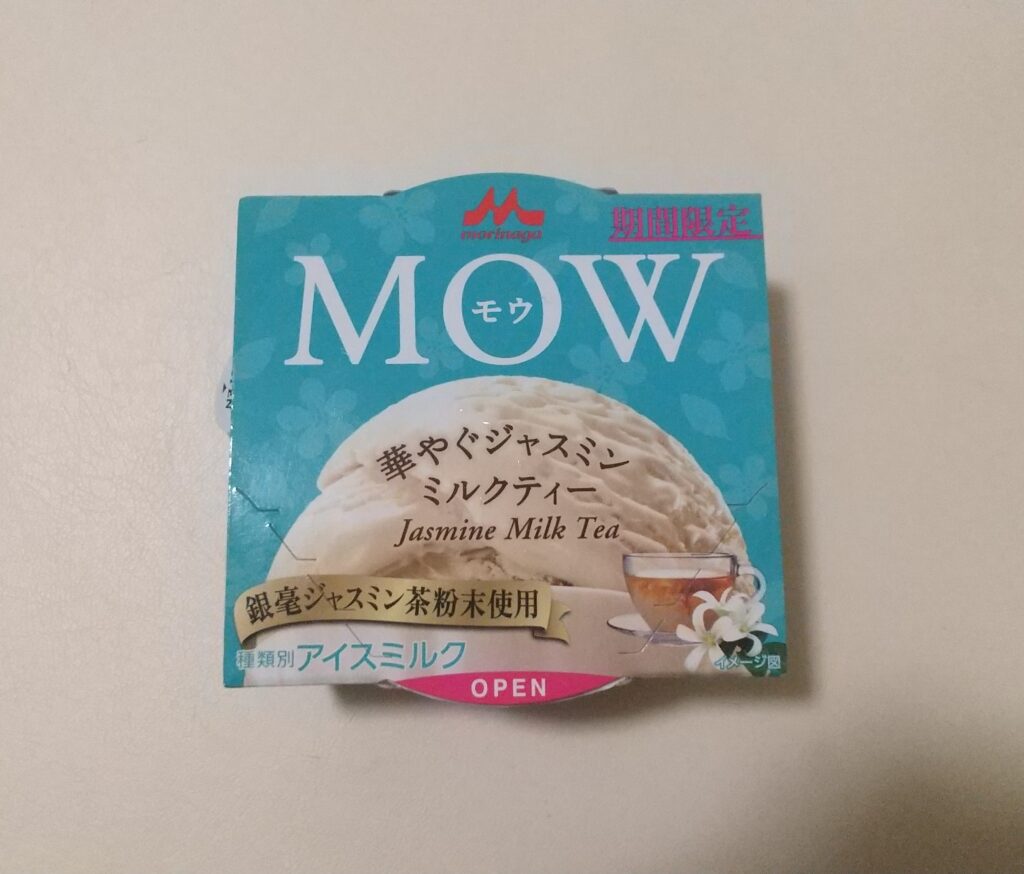 morinaga
期間限定
MOW
モウ
華やぐジャスミン
ミルクティー
Jasmine Milk Tea
銀毫ジャスミン茶粉末使用
種類別アイスミルク
イメージ図
OPEN